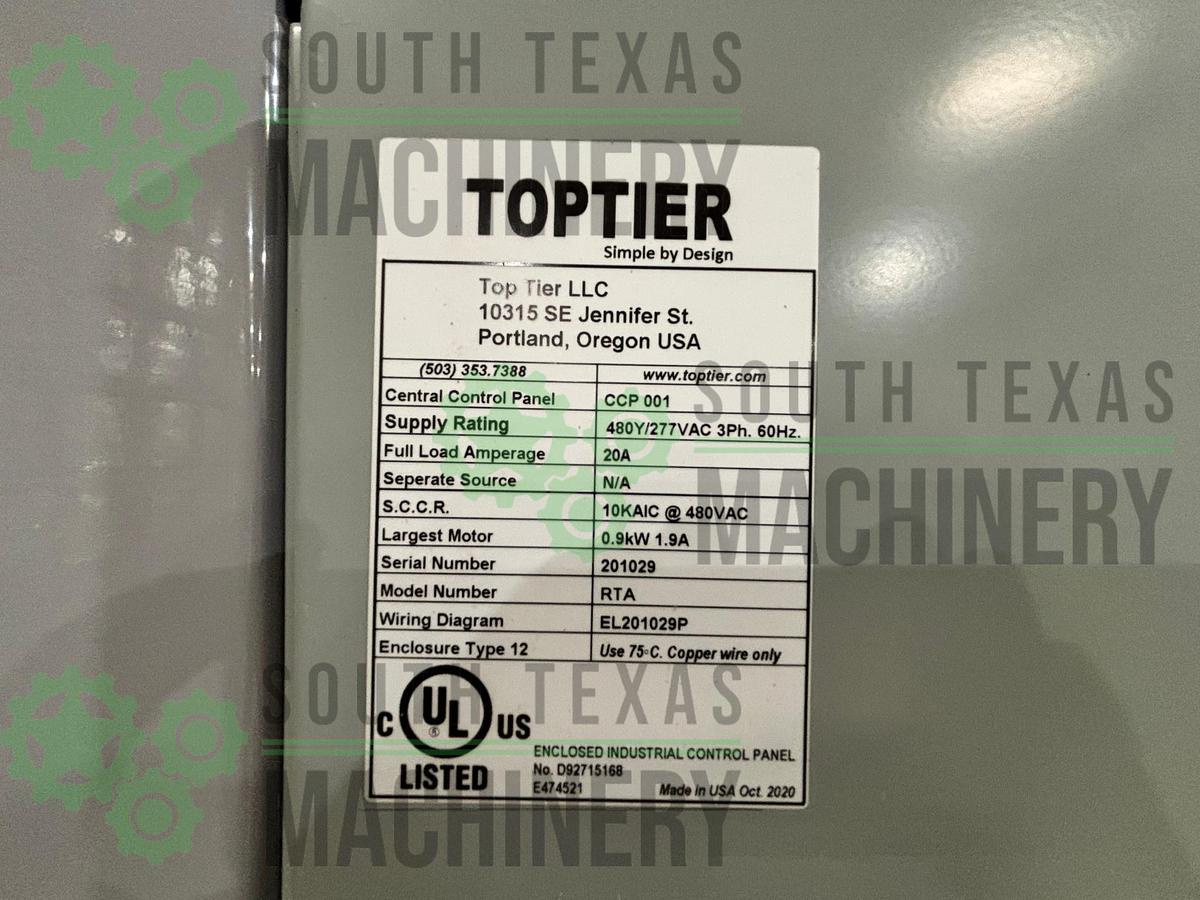 SOUTH TEXAS
MACHINERY
TOPTIER
Simple by Design
Top Tier LLC
10315 SE Jennifer St.
Portland, Oregon USA
(503) 353.7388 www.toptier.com
Central Control Panel CCP 001
Supply Rating 480Y/277VAC 3Ph. 60Hz.
Full Load Amperage 20A
Seperate Source N/A
S.C.C.R. 10KAIC @ 480VAC
Largest Motor 0.9kW 1.9A
Serial Number 201029
Model Number RTA
Wiring Diagram EL201029P
Enclosure Type 12 Use 75°C. Copper wire only
C UL ® US
LISTED
ENCLOSED INDUSTRIAL CONTROL PANEL
No. D92715168
E474521 Made in USA Oct. 2020
SOUTH TEXAS
MACHINERY
SOUTH TEXAS
MACHINERY